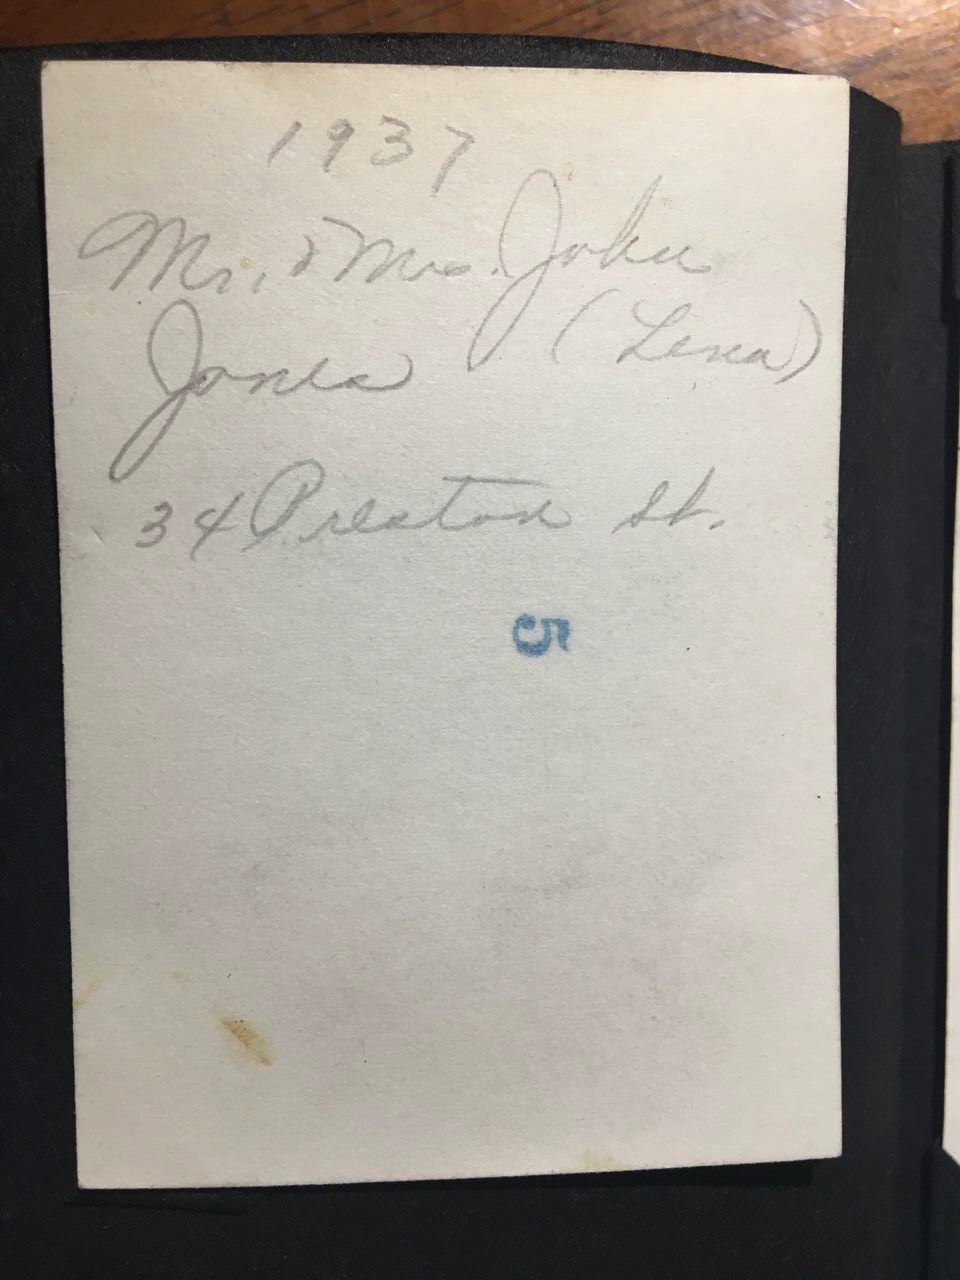 1937
Mr. & Mrs. John
Jones (Lena)
34 Preston St.
5